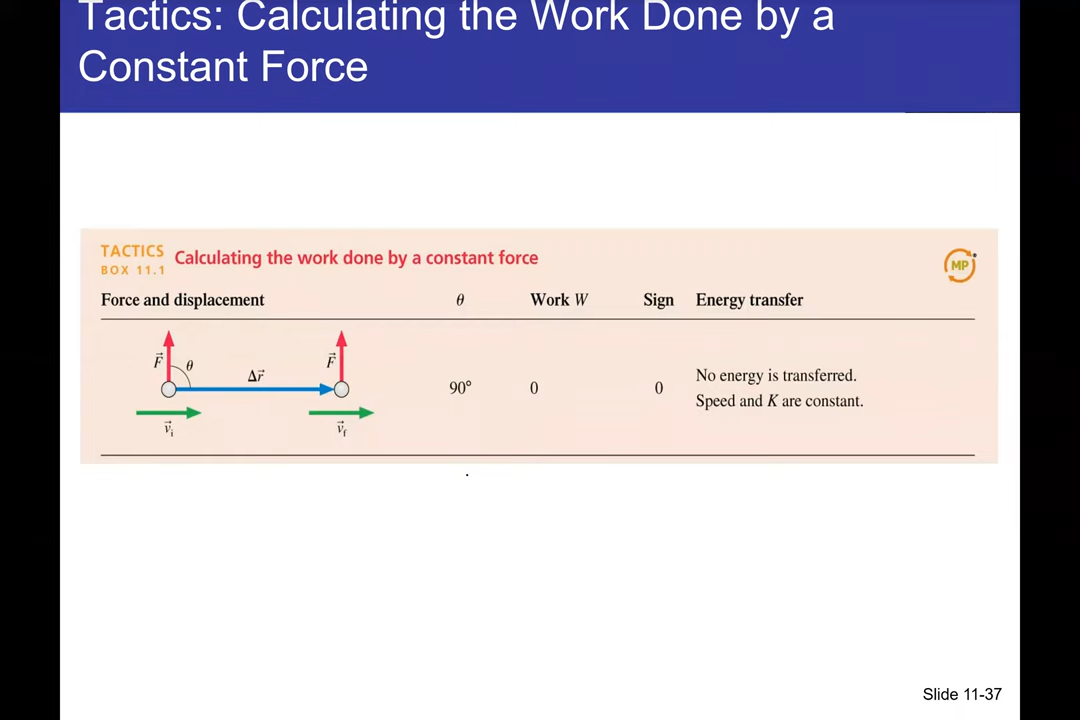 Tactics: Calculating the Work Done by a
Constant Force
TACTICS
BOX 11.1
Calculating the work done by a constant force
MP
Force and displacement θ Work W Sign Energy transfer
F⃗ θ Δr⃗ F⃗
v⃗i v⃗f
90° 0 0
No energy is transferred.
Speed and K are constant.
Slide 11-37